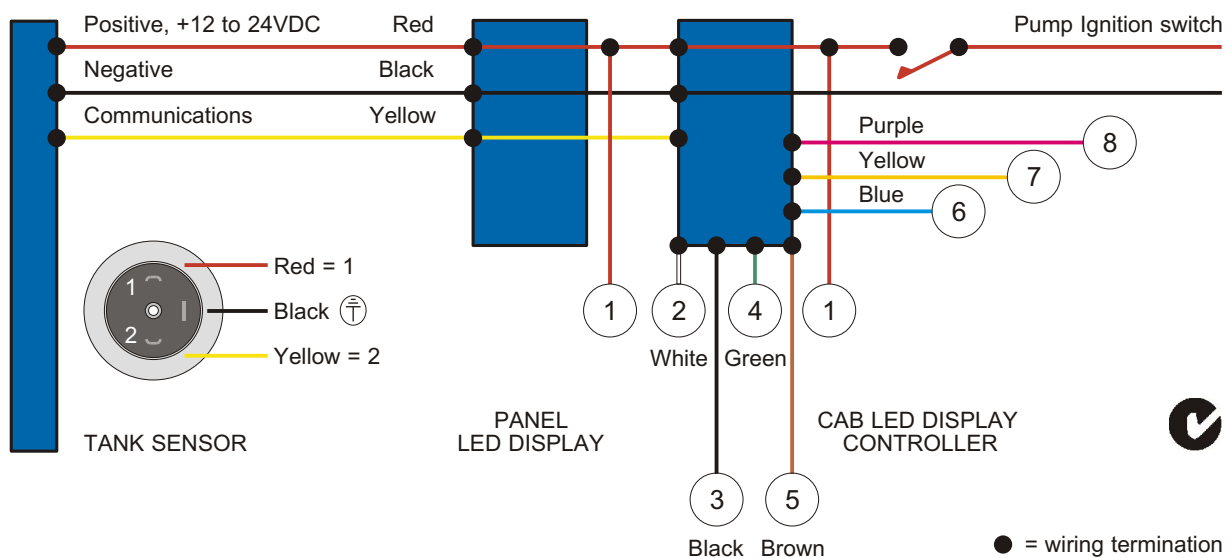 Positive, +12 to 24VDC Red Pump Ignition switch
Negative Black
Communications Yellow
Purple 8
Yellow 7
Blue 6
1 Red = 1
Black
2 Yellow = 2
1 2 4 1
White Green
TANK SENSOR
PANEL
LED DISPLAY
CAB LED DISPLAY
CONTROLLER
3 5
Black Brown
= wiring termination